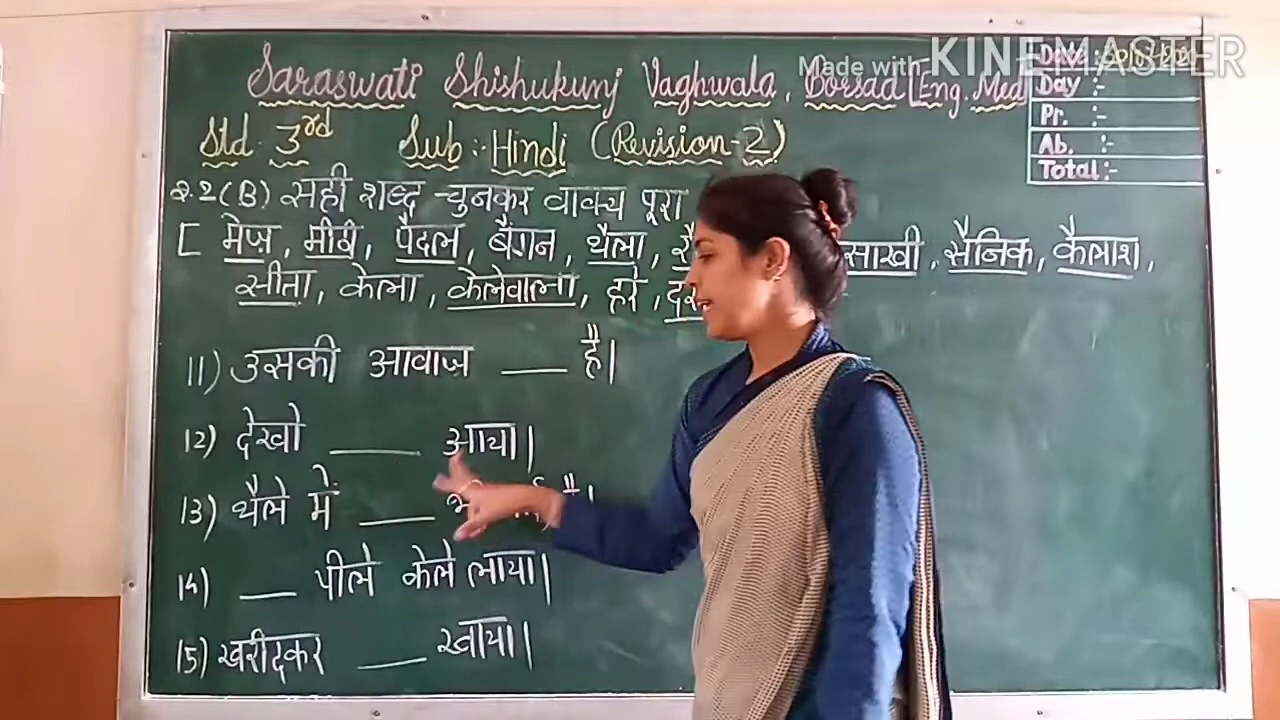 Made with KINEMASTER
Saraswati Shishukunj Vaghwala, Borsad [Eng. Med
Date :-
Day :-
Pr. :-
Ab. :-
Total :-
Std. 3rd Sub :- Hindi (Revision-2)
प्र.2 (B) सही शब्द चुनकर वाक्य पूरा
[ मेज़, मीठी, पैदल, बैंगन, थैला, साखी, सैनिक, कैलाश,
सीता, केला, केलेवाला, हरे,
11) उसकी आवाज़ ___ है|
12) देखो ___ आया|
13) थैले में ___ है|
14) ___ पीले केले लाया|
15) खरीदकर ___ खाया|